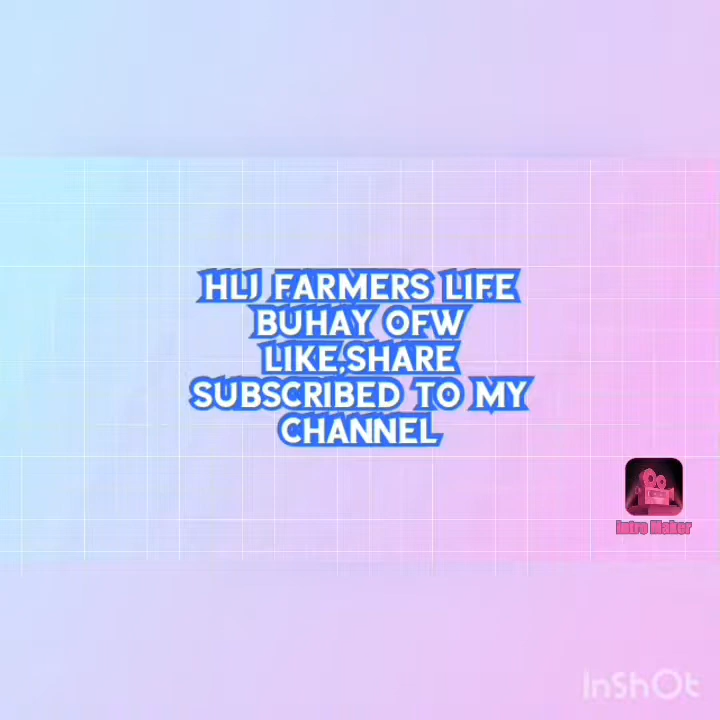 HLJ FARMERS LIFE
BUHAY OFW
LIKE,SHARE
SUBSCRIBED TO MY
CHANNEL
Intro Maker
InShOt